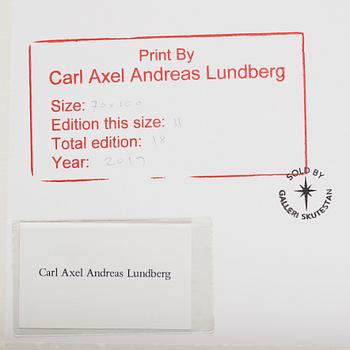 Print By
Carl Axel Andreas Lundberg
Size: 70x100
Edition this size: 11
Total edition: 18
Year: 2019
SOLD BY
GALLERI SKUTESTAN
Carl Axel Andreas Lundberg